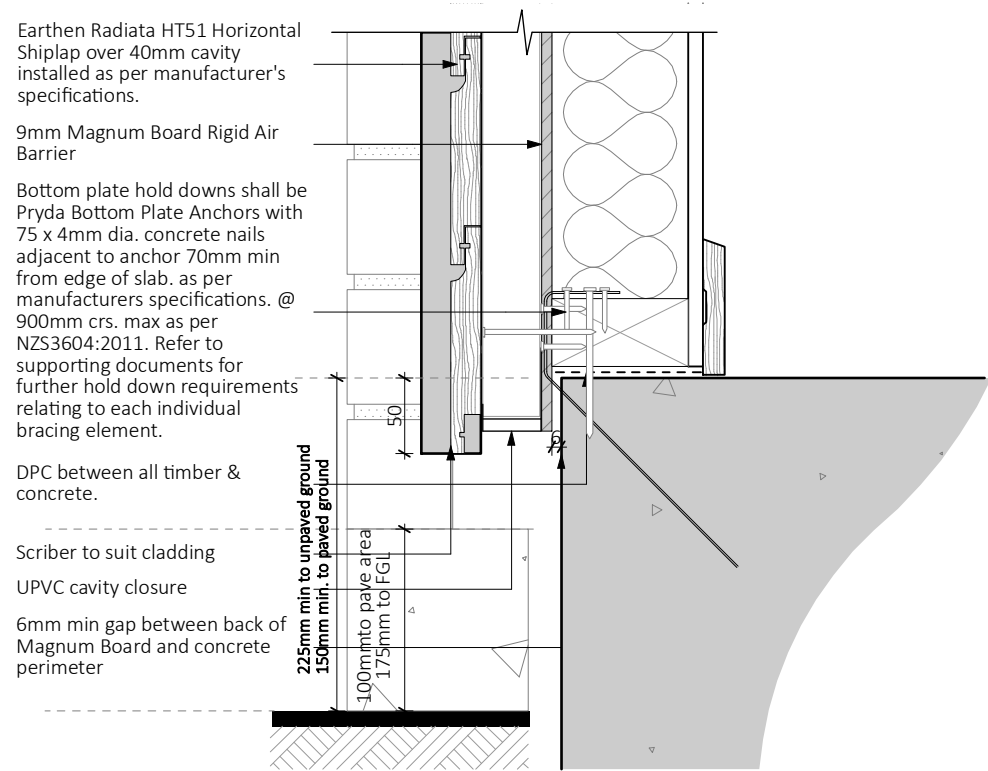 Earthen Radiata HT51 Horizontal
Shiplap over 40mm cavity
installed as per manufacturer's
specifications.
9mm Magnum Board Rigid Air
Barrier
Bottom plate hold downs shall be
Pryda Bottom Plate Anchors with
75 x 4mm dia. concrete nails
adjacent to anchor 70mm min
from edge of slab. as per
manufacturers specifications. @
900mm crs. max as per
NZS3604:2011. Refer to
supporting documents for
further hold down requirements
relating to each individual
bracing element.
DPC between all timber &
concrete.
Scriber to suit cladding
UPVC cavity closure
6mm min gap between back of
Magnum Board and concrete
perimeter
225mm min to unpaved ground
150mm min. to paved ground
100mmto pave area
175mm to FGL
50
6